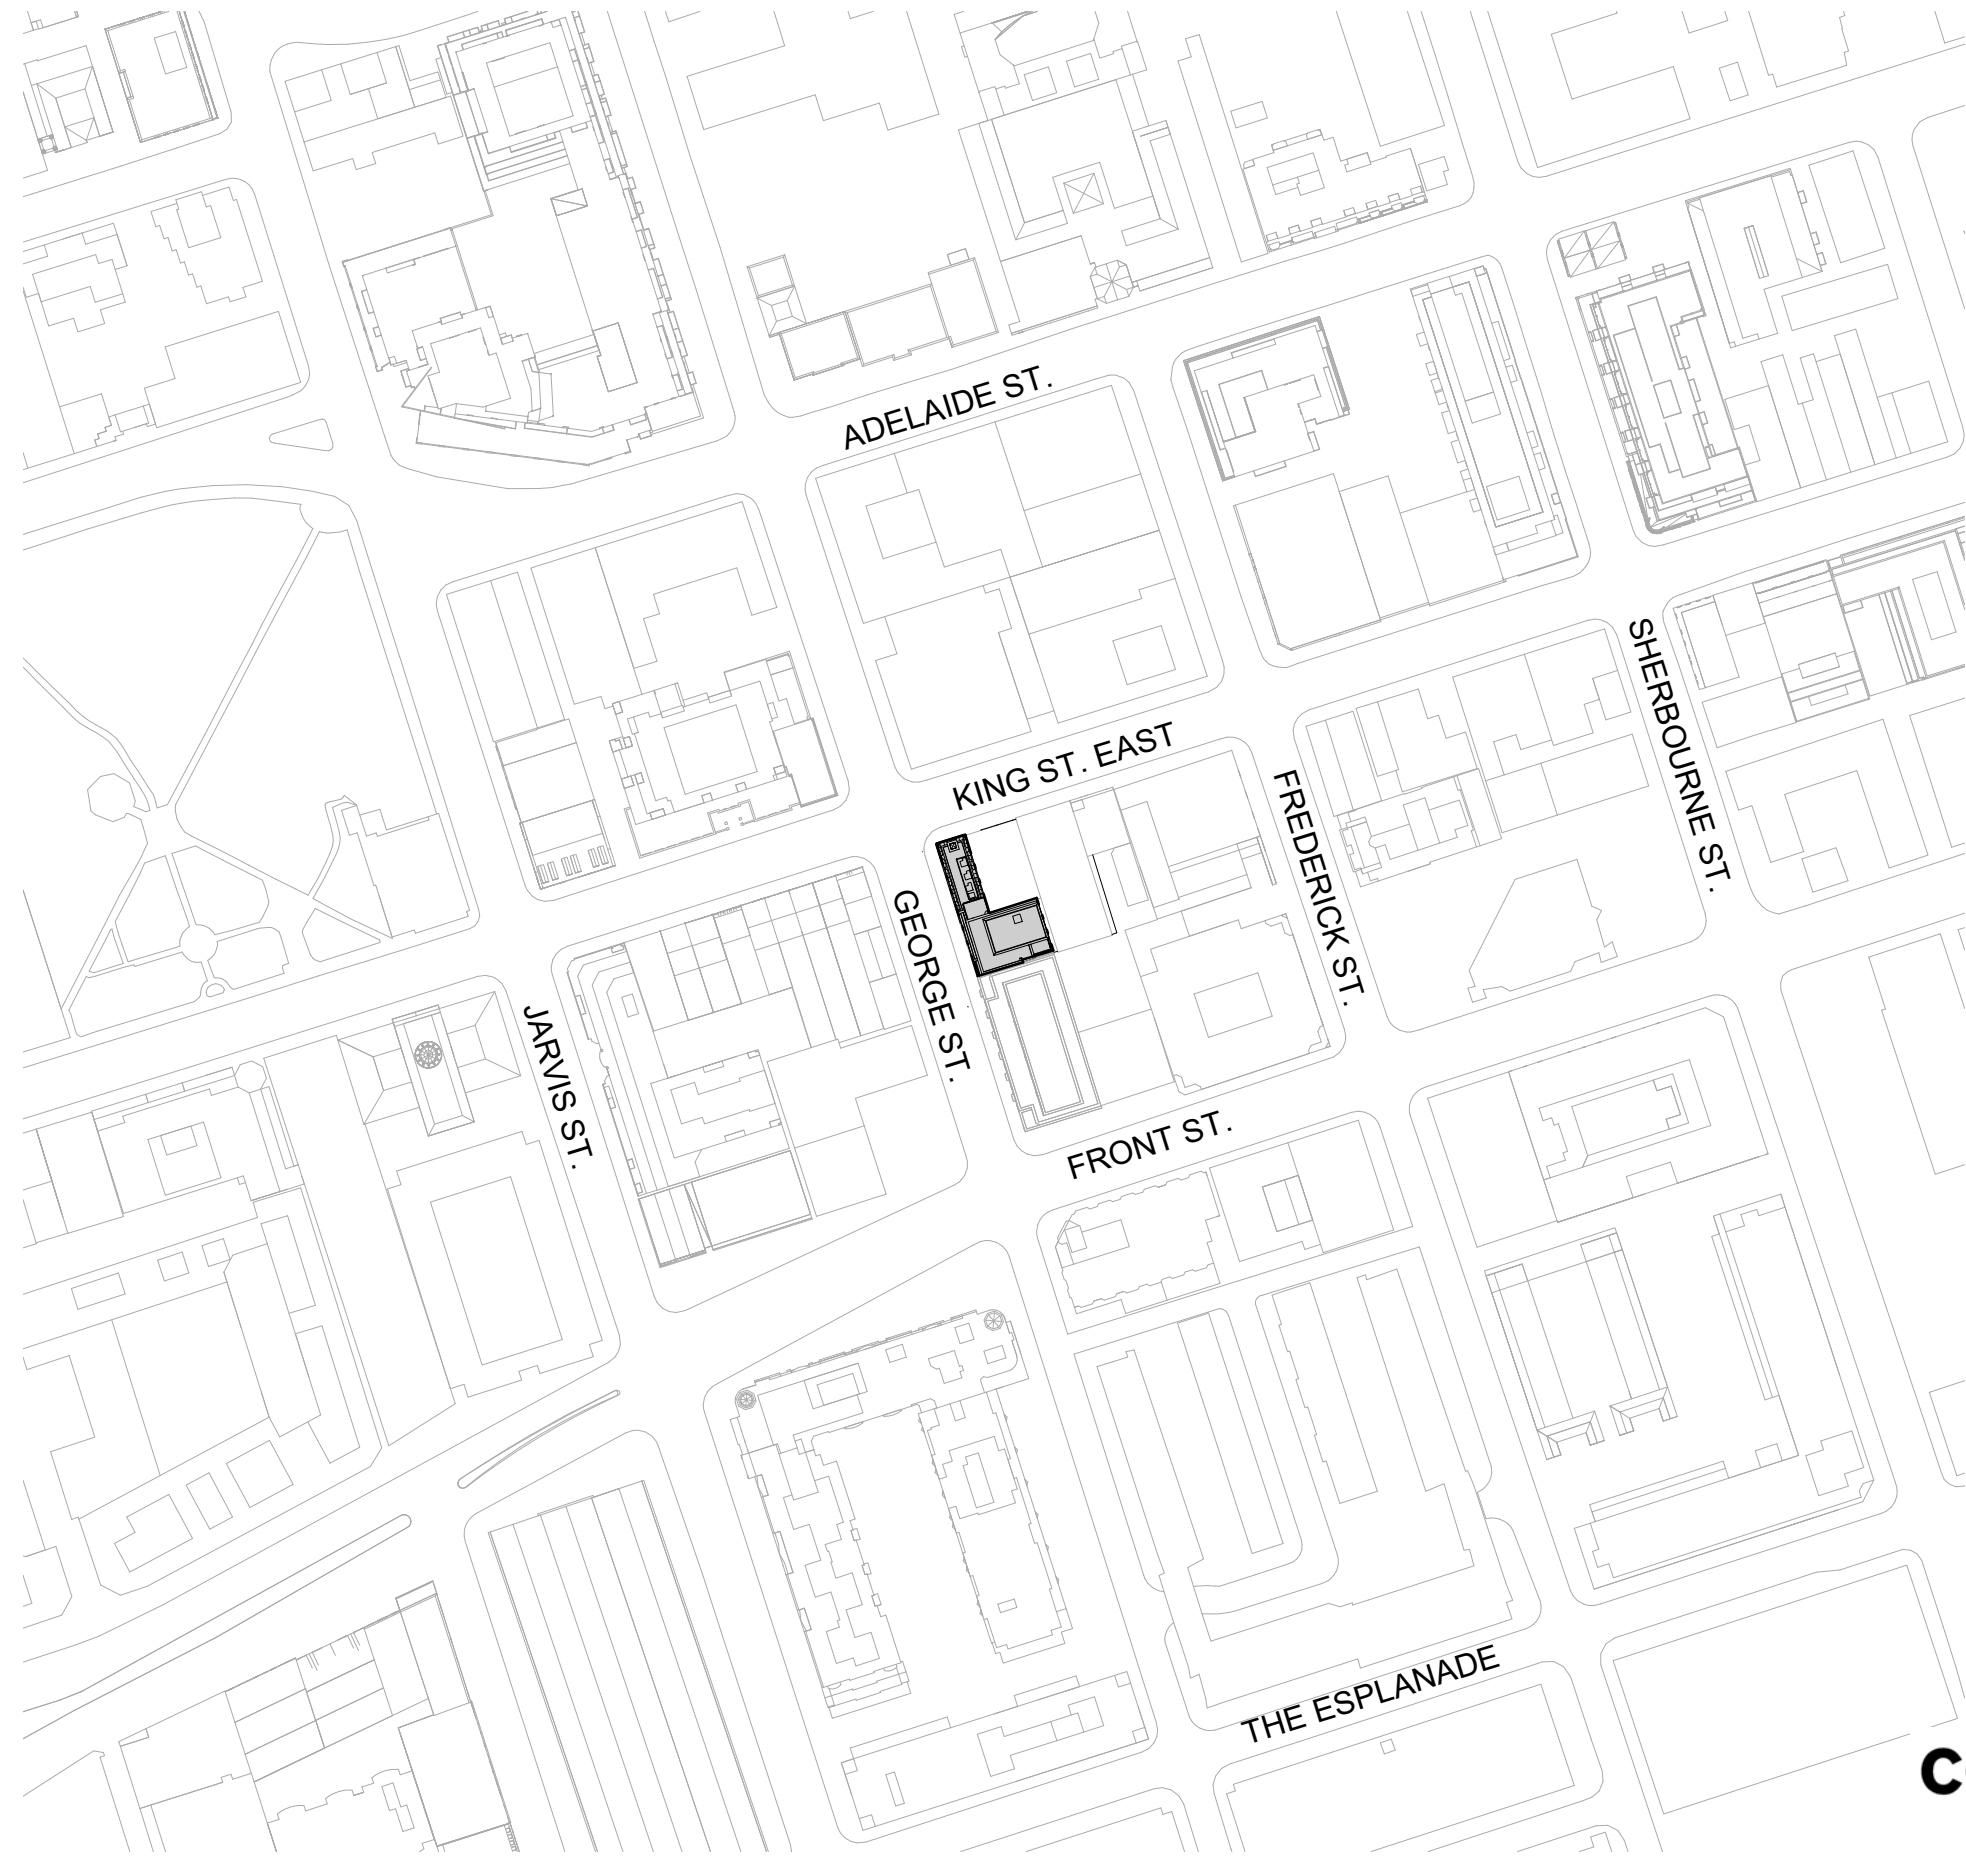 ADELAIDE ST.
KING ST. EAST
SHERBOURNE ST.
FREDERICK ST.
GEORGE ST.
JARVIS ST.
FRONT ST.
THE ESPLANADE
C